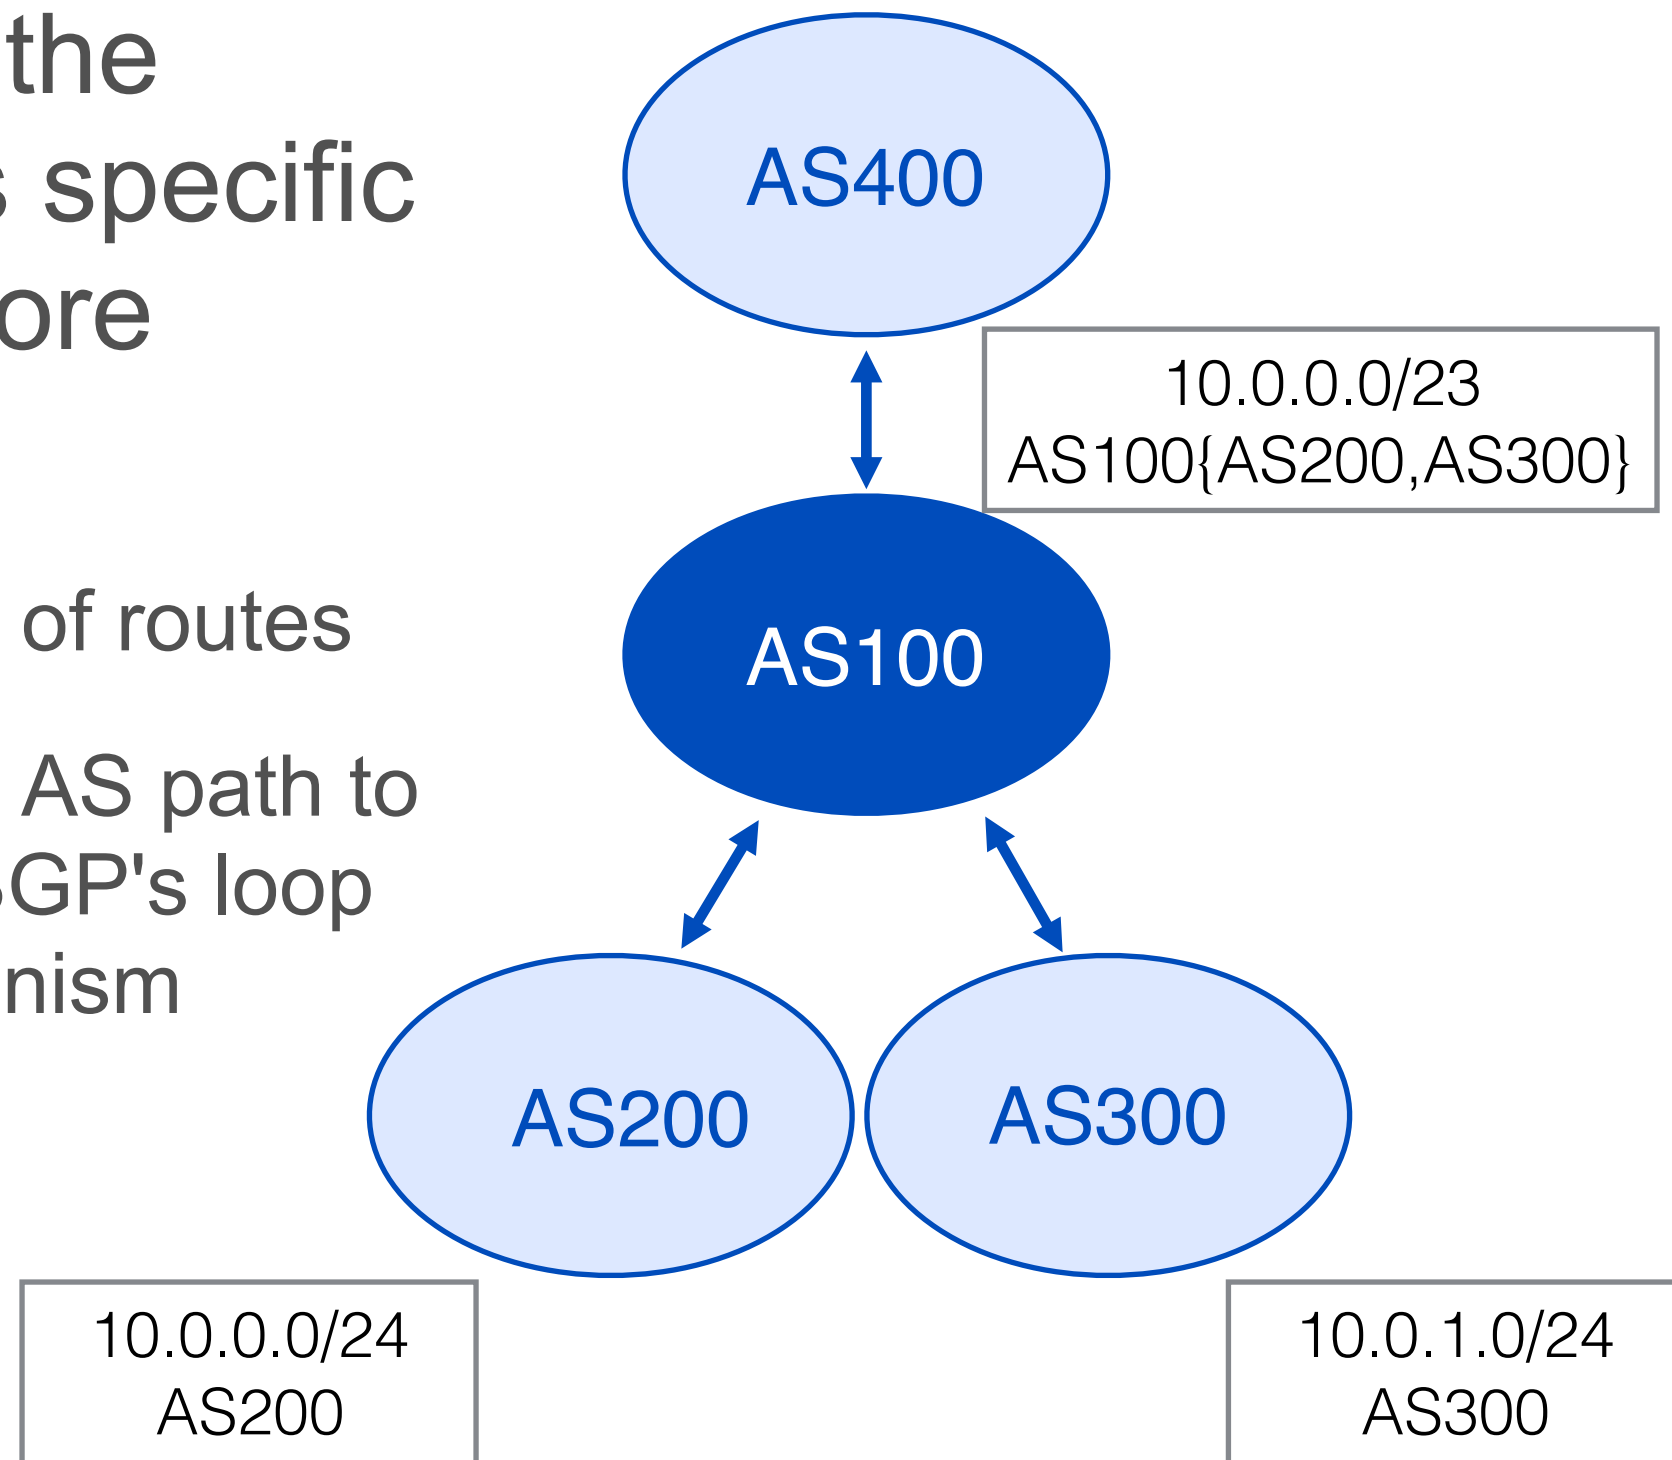 the
s specific
ore
of routes
AS path to
BGP's loop
nism
AS400
10.0.0.0/23
AS100{AS200,AS300}
AS100
AS200
AS300
10.0.0.0/24
AS200
10.0.1.0/24
AS300